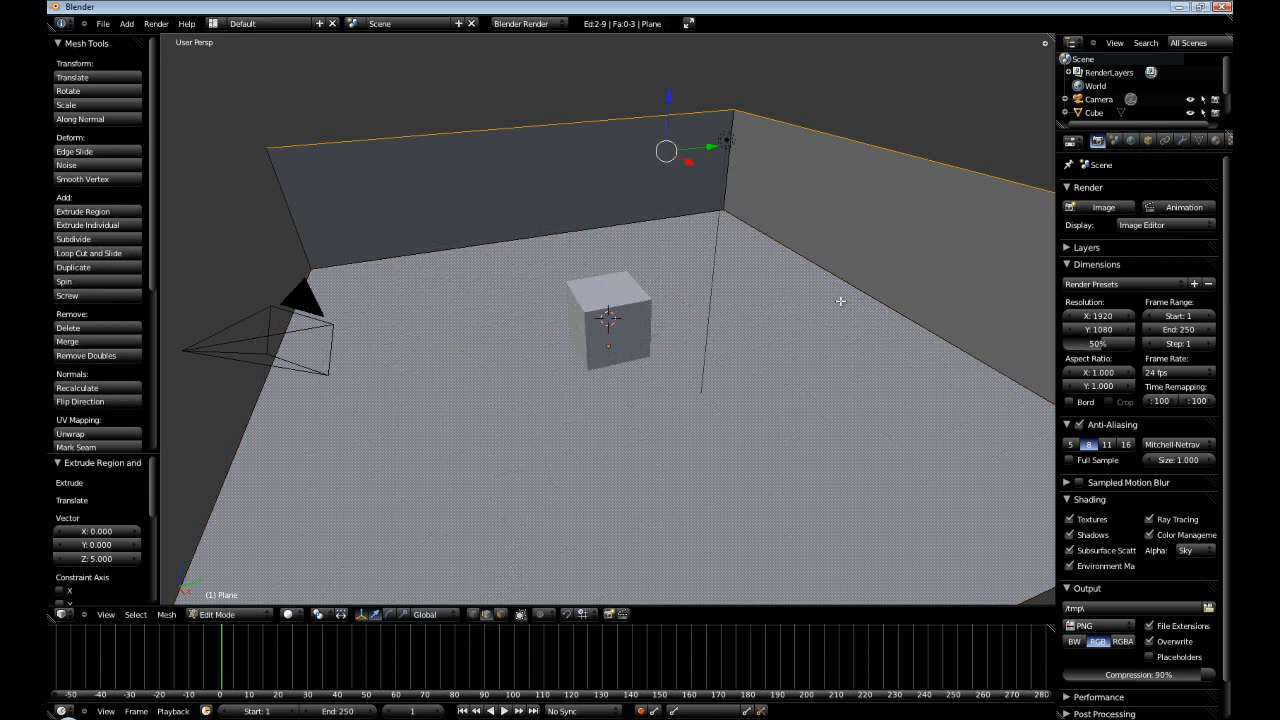 Blender
File Add Render Help Default Scene Blender Render Ed:2-9 | Fa:0-3 | Plane
Mesh Tools
Transform:
Translate
Rotate
Scale
Along Normal
Deform:
Edge Slide
Noise
Smooth Vertex
Add:
Extrude Region
Extrude Individual
Subdivide
Loop Cut and Slide
Duplicate
Spin
Screw
Remove:
Delete
Merge
Remove Doubles
Normals:
Recalculate
Flip Direction
UV Mapping:
Unwrap
Mark Seam
Extrude Region and
Extrude
Translate
Vector
X: 0.000
Y: 0.000
Z: 5.000
Constraint Axis
X
User Persp
(1) Plane
View Select Mesh Edit Mode Global
View Search All Scenes
Scene
RenderLayers
World
Camera
Cube
Scene
Render
Image Animation
Display: Image Editor
Layers
Dimensions
Render Presets
Resolution: Frame Range:
X: 1920 Start: 1
Y: 1080 End: 250
50% Step: 1
Aspect Ratio: Frame Rate:
X: 1.000 24 fps
Y: 1.000 Time Remapping:
Bord Crop : 100 : 100
Anti-Aliasing
5 8 11 16 Mitchell-Netrav
Full Sample Size: 1.000
Sampled Motion Blur
Shading
Textures Ray Tracing
Shadows Color Manageme
Subsurface Scatt Alpha: Sky
Environment Ma
Output
/tmp\
PNG File Extensions
BW RGB RGBA Overwrite
Placeholders
Compression: 90%
Performance
Post Processing
-50 -40 -30 -20 -10 0 10 20 30 40 50 60 70 80 90 100 110 120 130 140 150 160 170 180 190 200 210 220 230 240 250 260 270 280
View Frame Playback Start: 1 End: 250 1 No Sync